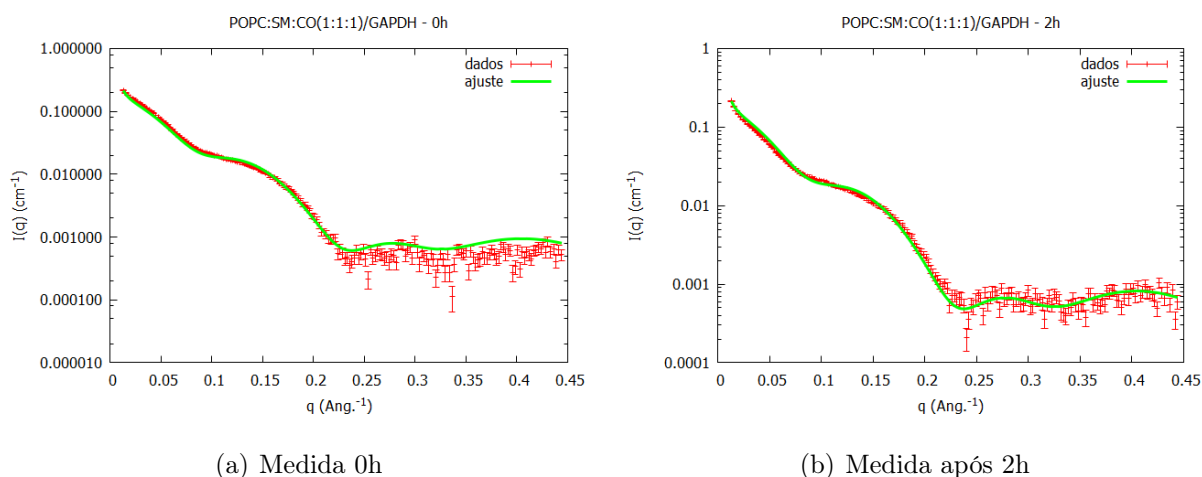 POPC:SM:CO(1:1:1)/GAPDH - 0h
1.000000
0.100000
0.010000
0.001000
0.000100
0.000010
I(q) (cm⁻¹)
dados
ajuste
0 0.05 0.1 0.15 0.2 0.25 0.3 0.35 0.4 0.45
q (Ang.⁻¹)
(a) Medida 0h
POPC:SM:CO(1:1:1)/GAPDH - 2h
1
0.1
0.01
0.001
0.0001
I(q) (cm⁻¹)
dados
ajuste
0 0.05 0.1 0.15 0.2 0.25 0.3 0.35 0.4 0.45
q (Ang.⁻¹)
(b) Medida após 2h